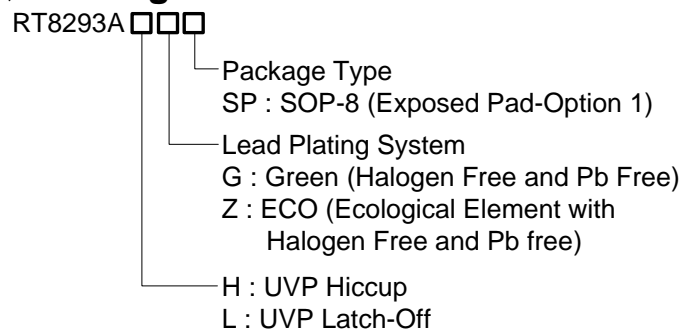 RT8293A
Package Type
SP : SOP-8 (Exposed Pad-Option 1)
Lead Plating System
G : Green (Halogen Free and Pb Free)
Z : ECO (Ecological Element with
Halogen Free and Pb free)
H : UVP Hiccup
L : UVP Latch-Off